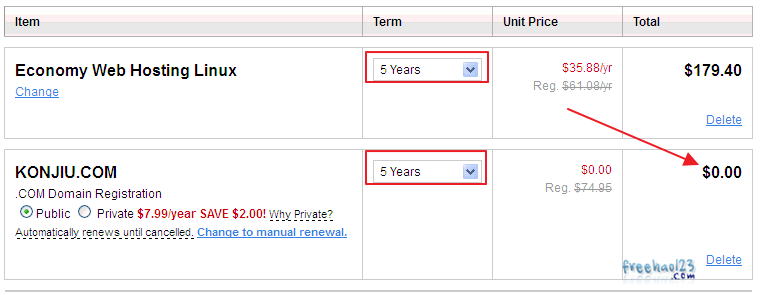 Item Term Unit Price Total
Economy Web Hosting Linux 5 Years $35.88/yr $179.40
Change Reg. $61.08/yr
Delete
KONJIU.COM 5 Years $0.00 $0.00
.COM Domain Registration Reg. $74.95
Public Private $7.99/year SAVE $2.00! Why Private?
Automatically renews until cancelled. Change to manual renewal.
Delete
freehao123
.com